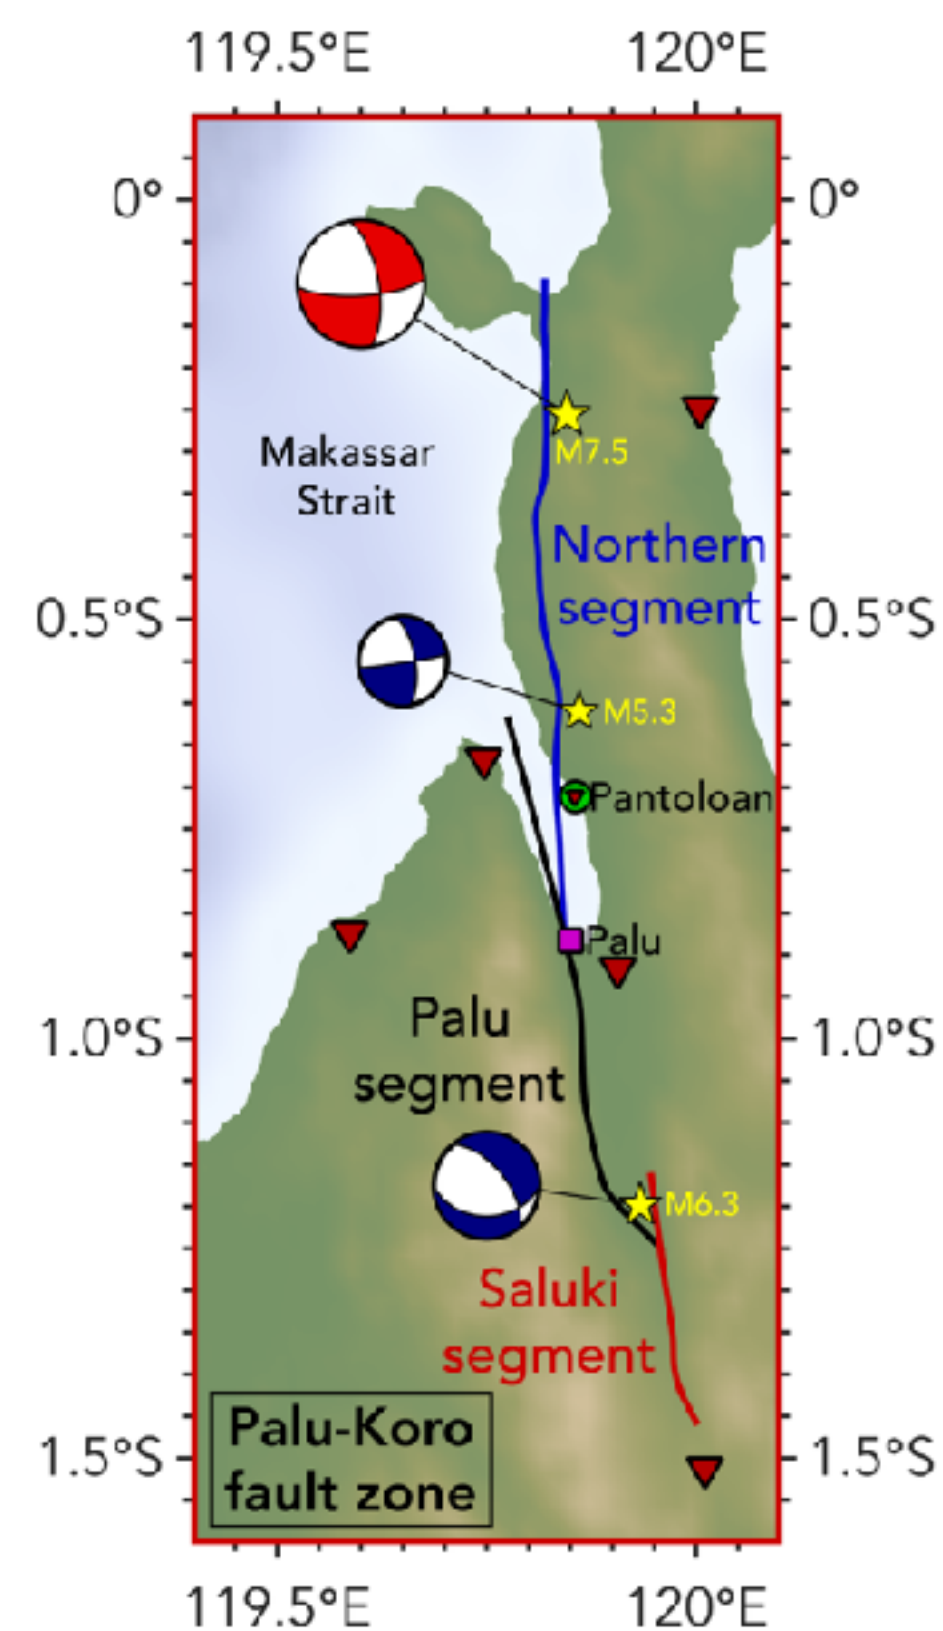 119.5°E 120°E
0° 0°
Makassar
Strait
M7.5
Northern
segment
0.5°S 0.5°S
M5.3
Pantoloan
Palu
Palu
segment
1.0°S 1.0°S
M6.3
Saluki
segment
Palu-Koro
fault zone
1.5°S 1.5°S
119.5°E 120°E